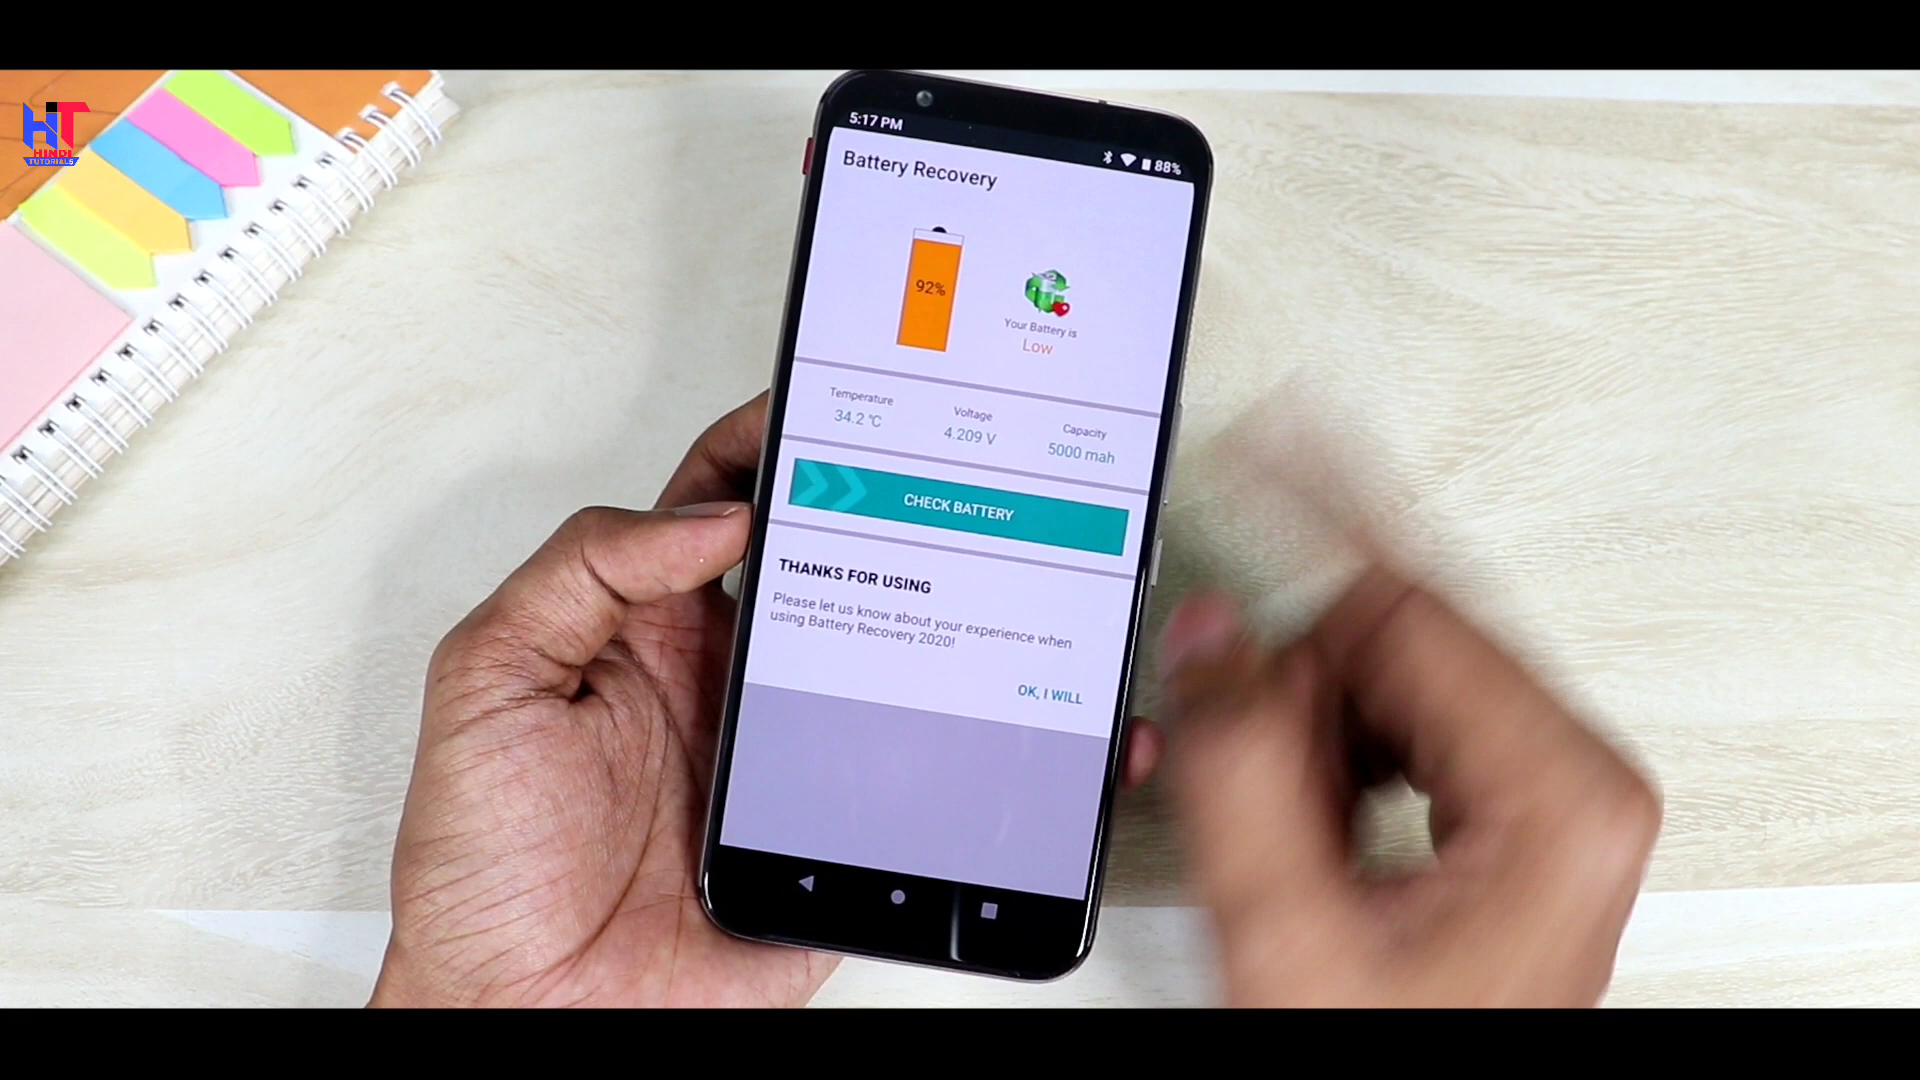 HT
HINDI
TUTORIALS
5:17 PM
88%
Battery Recovery
92%
Your Battery is
Low
Temperature
34.2 °C
Voltage
4.209 V
Capacity
5000 mah
CHECK BATTERY
THANKS FOR USING
Please let us know about your experience when
using Battery Recovery 2020!
OK, I WILL